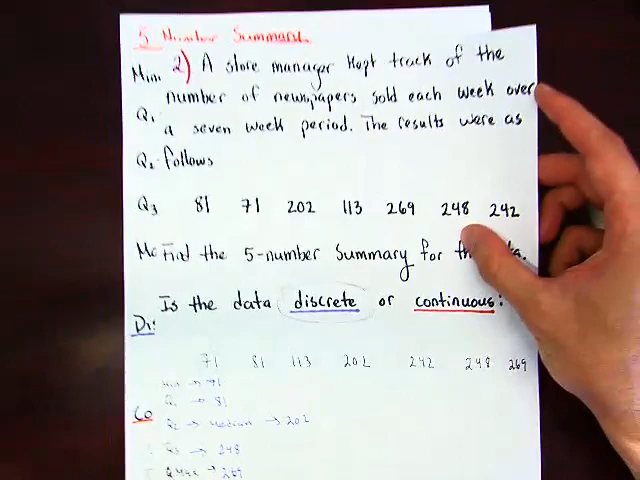 5 Number Summary
Min 2) A store manager kept track of the
number of newspapers sold each week over
Q1 a seven week period. The results were as
Q2 follows
Q3 81 71 202 113 269 248 242
Find the 5-number Summary for
Is the data discrete or continuous:
71 81 113 202 242 248 269
Min → 71
Q1 → 81
Co
Q2 → Median → 202
Q3 → 248
→ 269